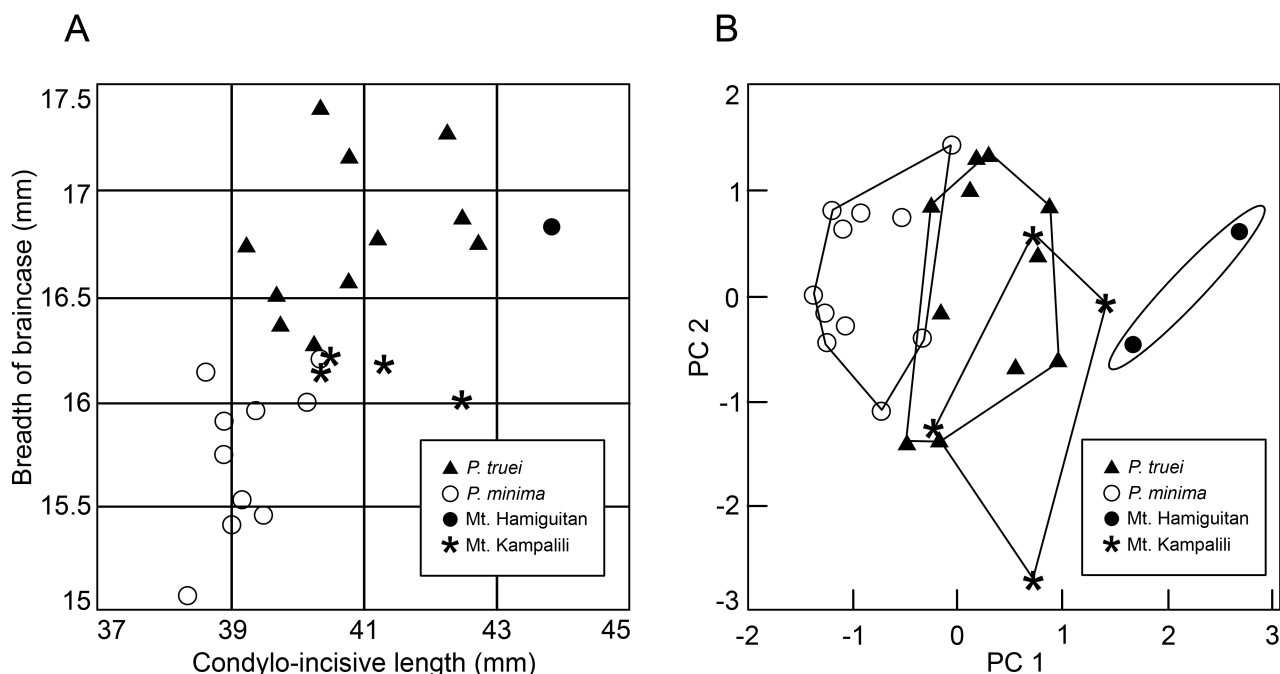 A
17.5
17
16.5
16
15.5
15
37
39
41
43
45
Breadth of braincase (mm)
Condylo-incisive length (mm)
P. truei
P. minima
Mt. Hamiguitan
Mt. Kampalili
B
2
1
0
-1
-2
-3
-2
-1
0
1
2
3
PC 2
PC 1
P. truei
P. minima
Mt. Hamiguitan
Mt. Kampalili